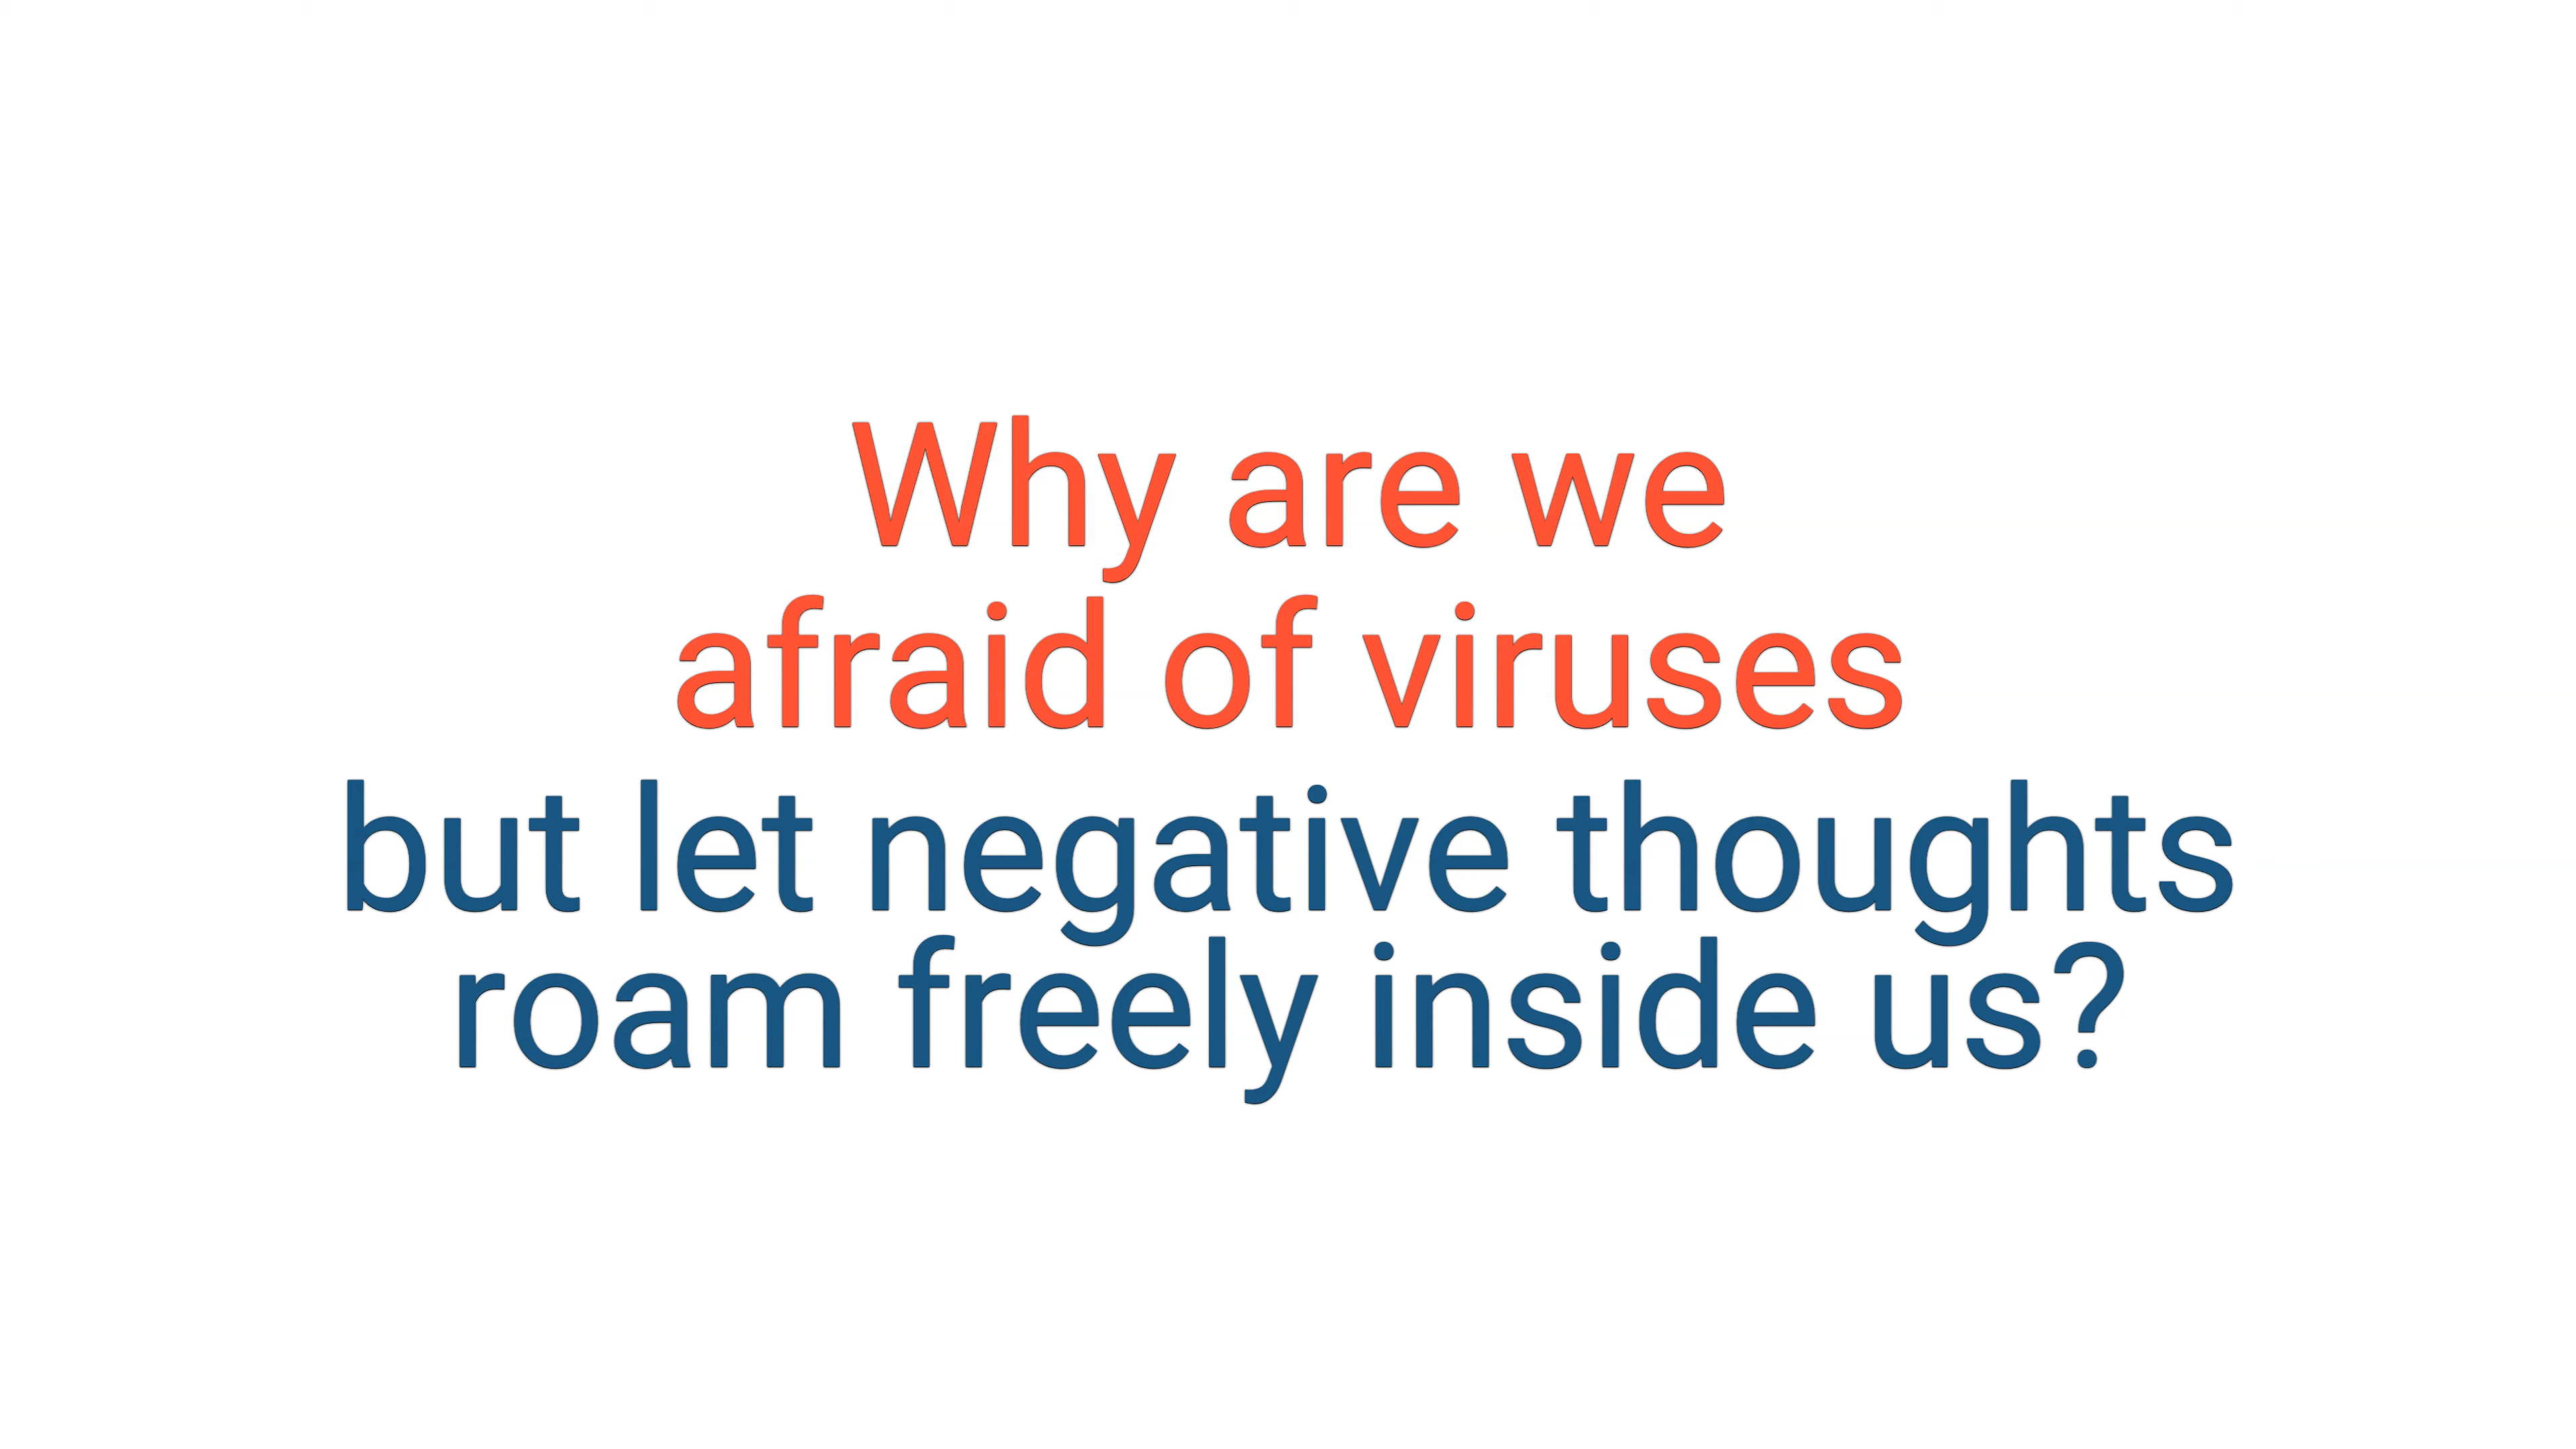 Why are we
afraid of viruses
but let negative thoughts
roam freely inside us?